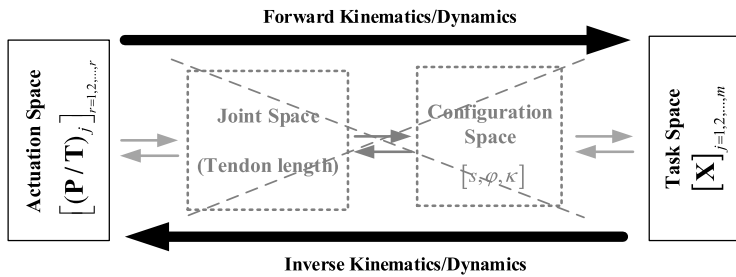 Forward Kinematics/Dynamics
Actuation Space
[(P / T)_j]_{r=1,2,...,r}
Joint Space
(Tendon length)
Configuration
Space
[s, φ, κ]
Task Space
[X]_{j=1,2,...,m}
Inverse Kinematics/Dynamics